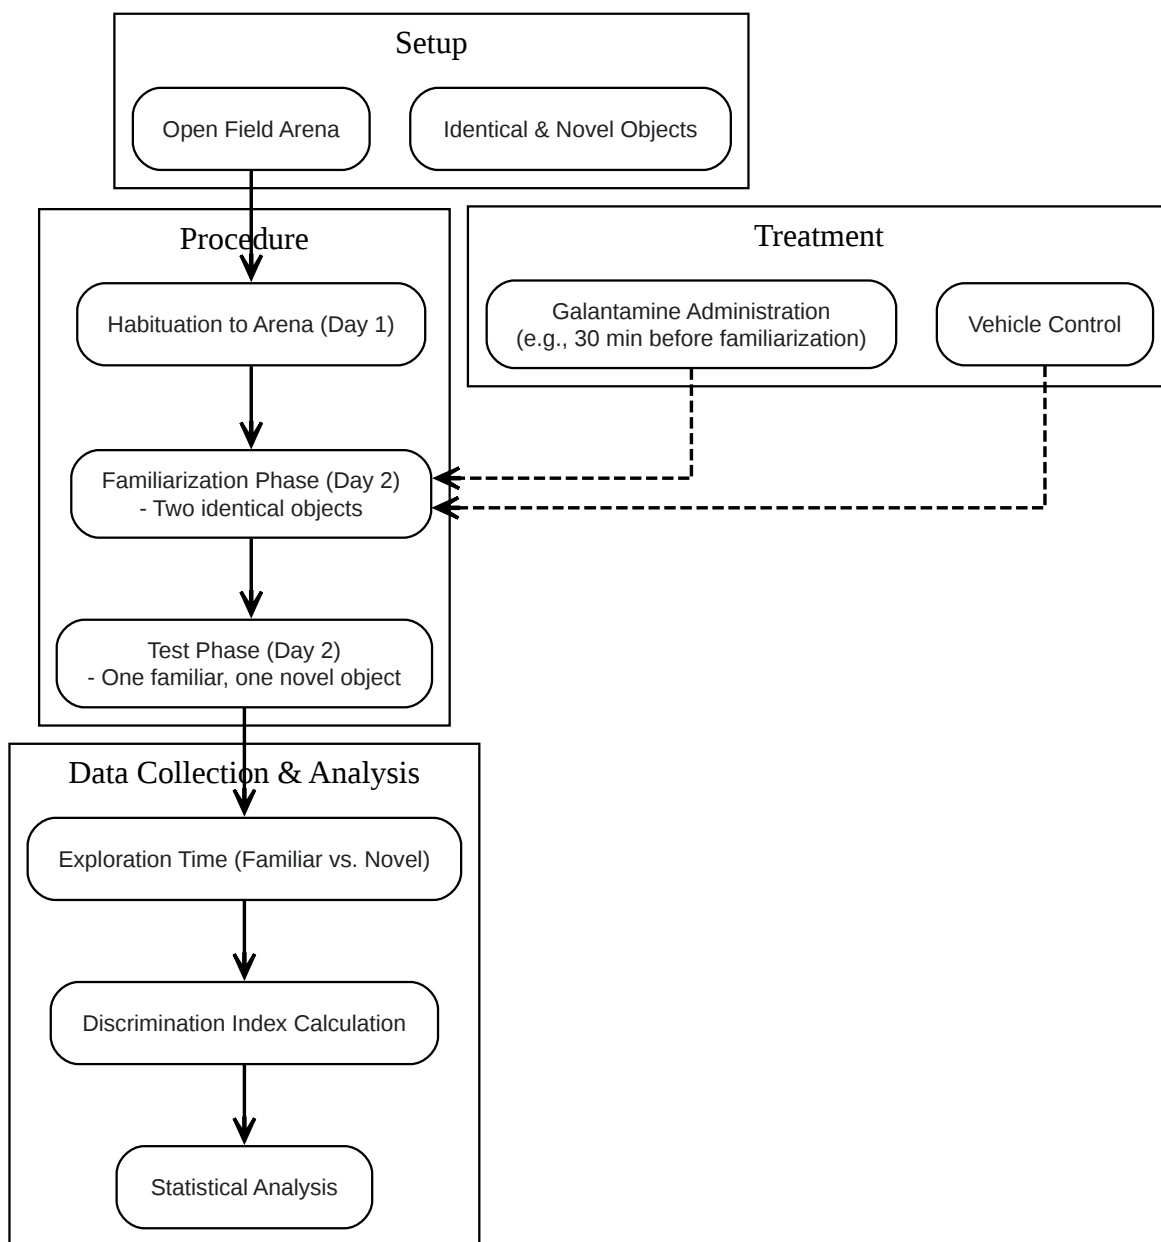 Setup
Open Field Arena
Identical & Novel Objects
Procedure
Habituation to Arena (Day 1)
Familiarization Phase (Day 2)
- Two identical objects
Test Phase (Day 2)
- One familiar, one novel object
Treatment
Galantamine Administration
(e.g., 30 min before familiarization)
Vehicle Control
Data Collection & Analysis
Exploration Time (Familiar vs. Novel)
Discrimination Index Calculation
Statistical Analysis